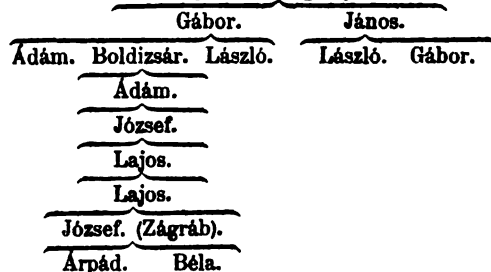 Gábor. János.
Ádám. Boldizsár. László. László. Gábor.
Ádám.
József.
Lajos.
Lajos.
József. (Zágráb).
Árpád. Béla.